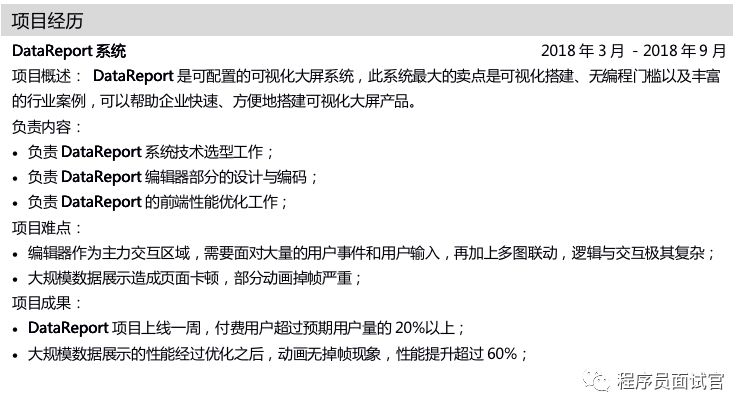 项目经历
DataReport 系统 2018 年 3 月 - 2018 年 9 月
项目概述： DataReport 是可配置的可视化大屏系统，此系统最大的卖点是可视化搭建、无编程门槛以及丰富
的行业案例，可以帮助企业快速、方便地搭建可视化大屏产品。
负责内容：
• 负责 DataReport 系统技术选型工作；
• 负责 DataReport 编辑器部分的设计与编码；
• 负责 DataReport 的前端性能优化工作；
项目难点：
• 编辑器作为主力交互区域，需要面对大量的用户事件和用户输入，再加上多图联动，逻辑与交互极其复杂；
• 大规模数据展示造成页面卡顿，部分动画掉帧严重；
项目成果：
• DataReport 项目上线一周，付费用户超过预期用户量的 20%以上；
• 大规模数据展示的性能经过优化之后，动画无掉帧现象，性能提升超过 60%；
程序员面试官